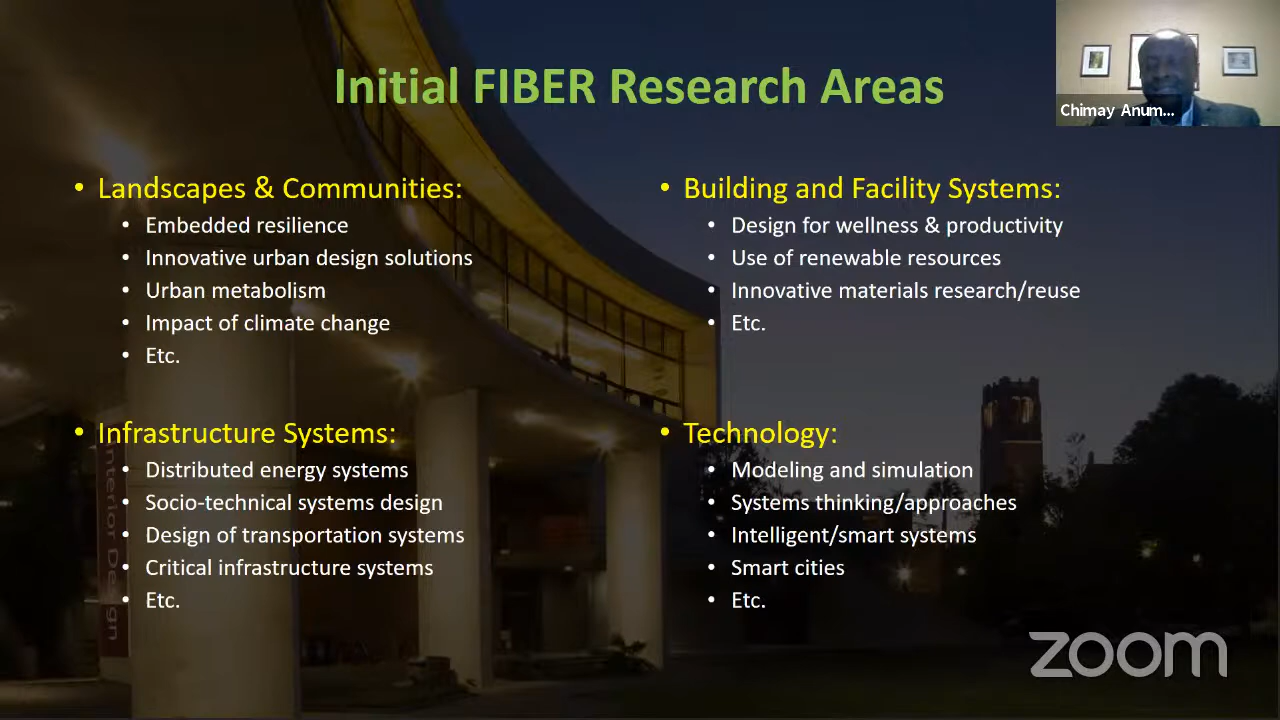 Initial FIBER Research Areas
Chimay Anum...
• Landscapes & Communities:
• Embedded resilience
• Innovative urban design solutions
• Urban metabolism
• Impact of climate change
• Etc.
• Building and Facility Systems:
• Design for wellness & productivity
• Use of renewable resources
• Innovative materials research/reuse
• Etc.
• Infrastructure Systems:
• Distributed energy systems
• Socio-technical systems design
• Design of transportation systems
• Critical infrastructure systems
• Etc.
• Technology:
• Modeling and simulation
• Systems thinking/approaches
• Intelligent/smart systems
• Smart cities
• Etc.
Interior Design
zoom